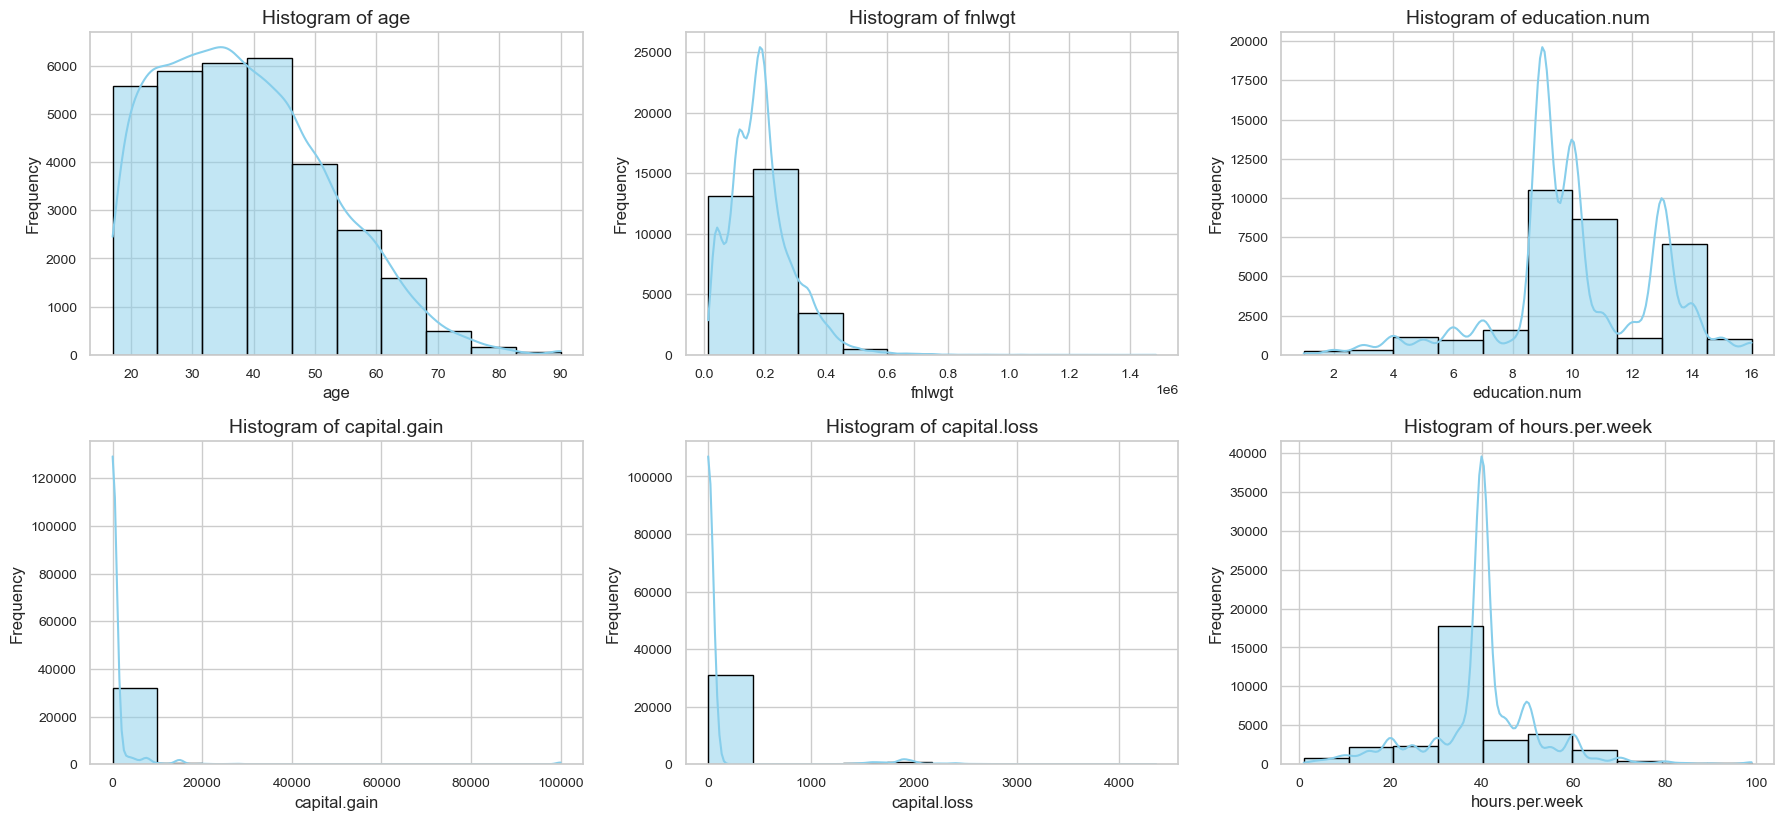 Histogram of age
Frequency
6000
5000
4000
3000
2000
1000
0
20 30 40 50 60 70 80 90
age
Histogram of fnlwgt
Frequency
25000
20000
15000
10000
5000
0
0.0 0.2 0.4 0.6 0.8 1.0 1.2 1.4
1e6
fnlwgt
Histogram of education.num
Frequency
20000
17500
15000
12500
10000
7500
5000
2500
0
2 4 6 8 10 12 14 16
education.num
Histogram of capital.gain
Frequency
120000
100000
80000
60000
40000
20000
0
0 20000 40000 60000 80000 100000
capital.gain
Histogram of capital.loss
Frequency
100000
80000
60000
40000
20000
0
0 1000 2000 3000 4000
capital.loss
Histogram of hours.per.week
Frequency
40000
35000
30000
25000
20000
15000
10000
5000
0
0 20 40 60 80 100
hours.per.week